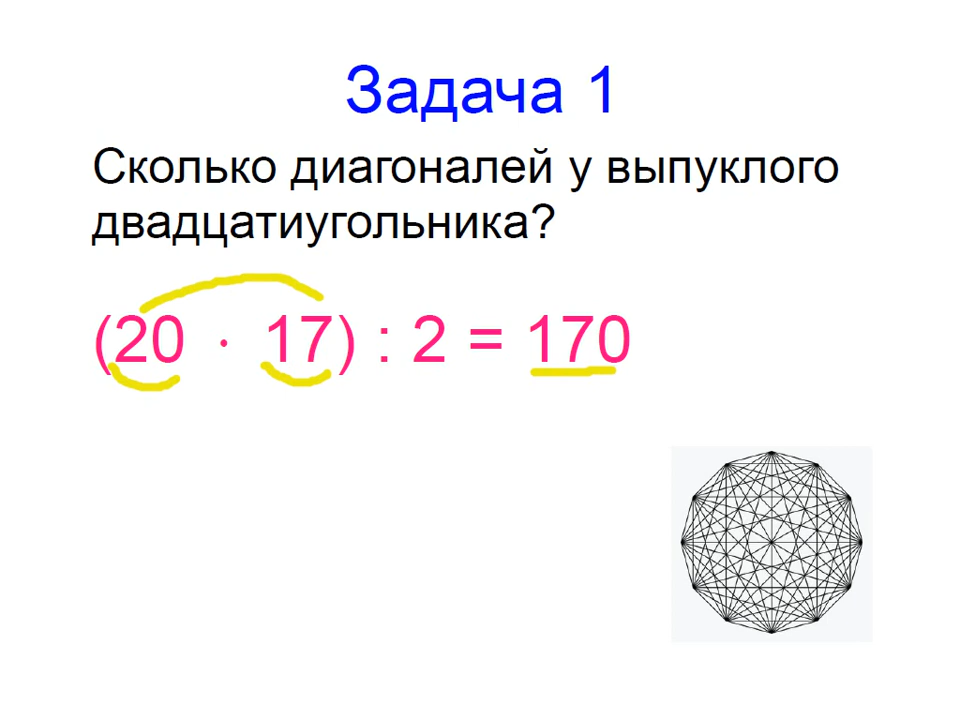 Задача 1
Сколько диагоналей у выпуклого
двадцатиугольника?
(20 · 17) : 2 = 170